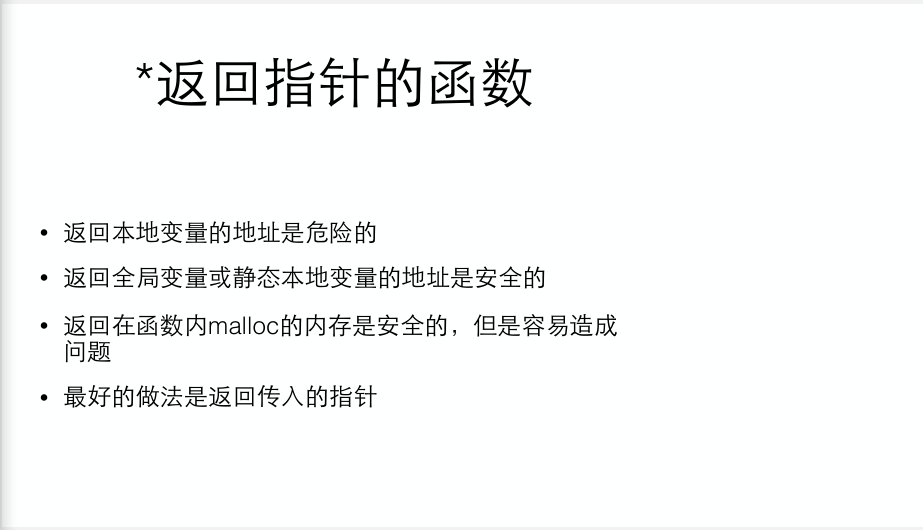 *返回指针的函数
• 返回本地变量的地址是危险的
• 返回全局变量或静态本地变量的地址是安全的
• 返回在函数内malloc的内存是安全的，但是容易造成
问题
• 最好的做法是返回传入的指针